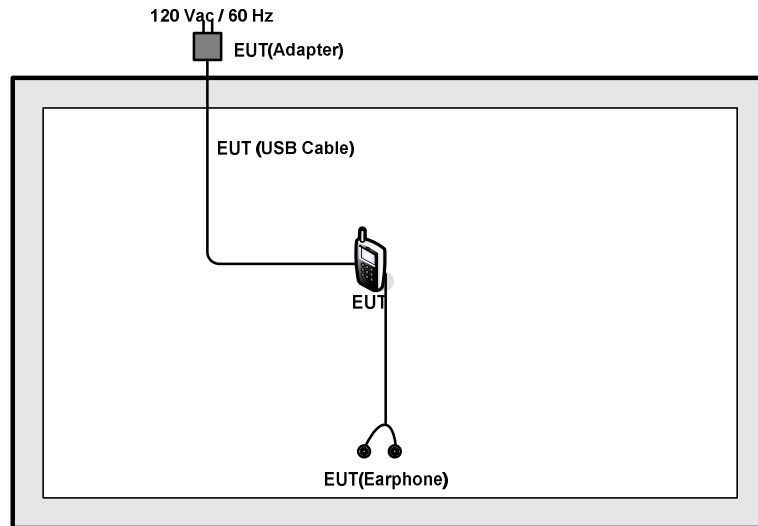 120 Vac / 60 Hz
EUT(Adapter)
EUT (USB Cable)
EUT
EUT(Earphone)